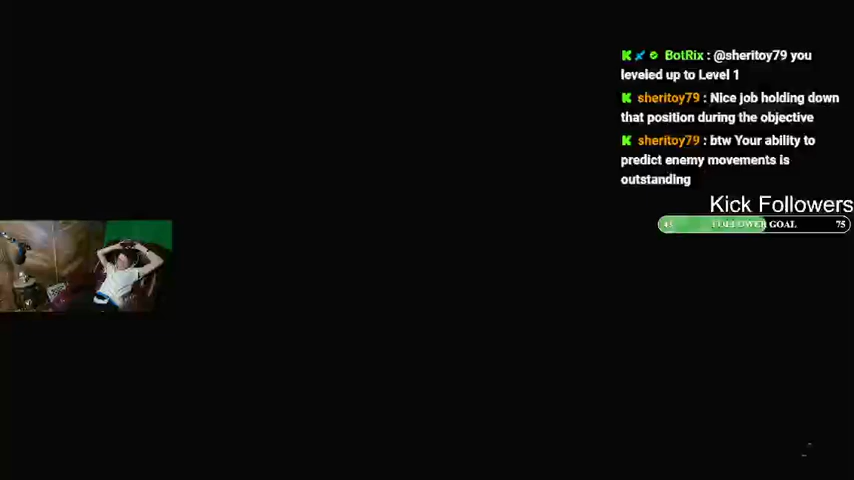 BotRix : @sheritoy79 you
leveled up to Level 1
sheritoy79 : Nice job holding down
that position during the objective
sheritoy79 : btw Your ability to
predict enemy movements is
outstanding
Kick Followers
FOLLOWER GOAL 75